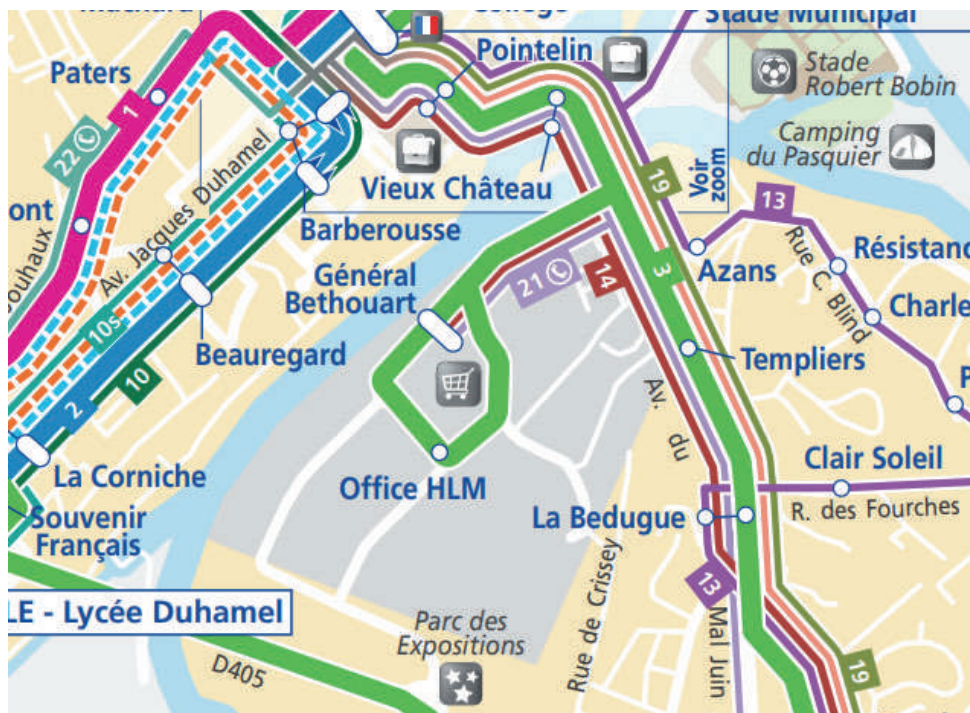 Stade Municipal
Pointelin
Stade
Robert Bobin
Paters
1
22
Camping
du Pasquier
Vieux Château
Voir
zoom
19
13
Av. Jacques Duhamel
Barberousse
Rue C. Blind
Azans
3
Général
Bethouart
21
14
10s
Beauregard
10
2
Templiers
Av. du
La Corniche
Office HLM
Clair Soleil
R. des Fourches
La Bedugue
Souvenir
Français
Rue de Crissey
13
Mal Juin
LE - Lycée Duhamel
Parc des
Expositions
D405
19